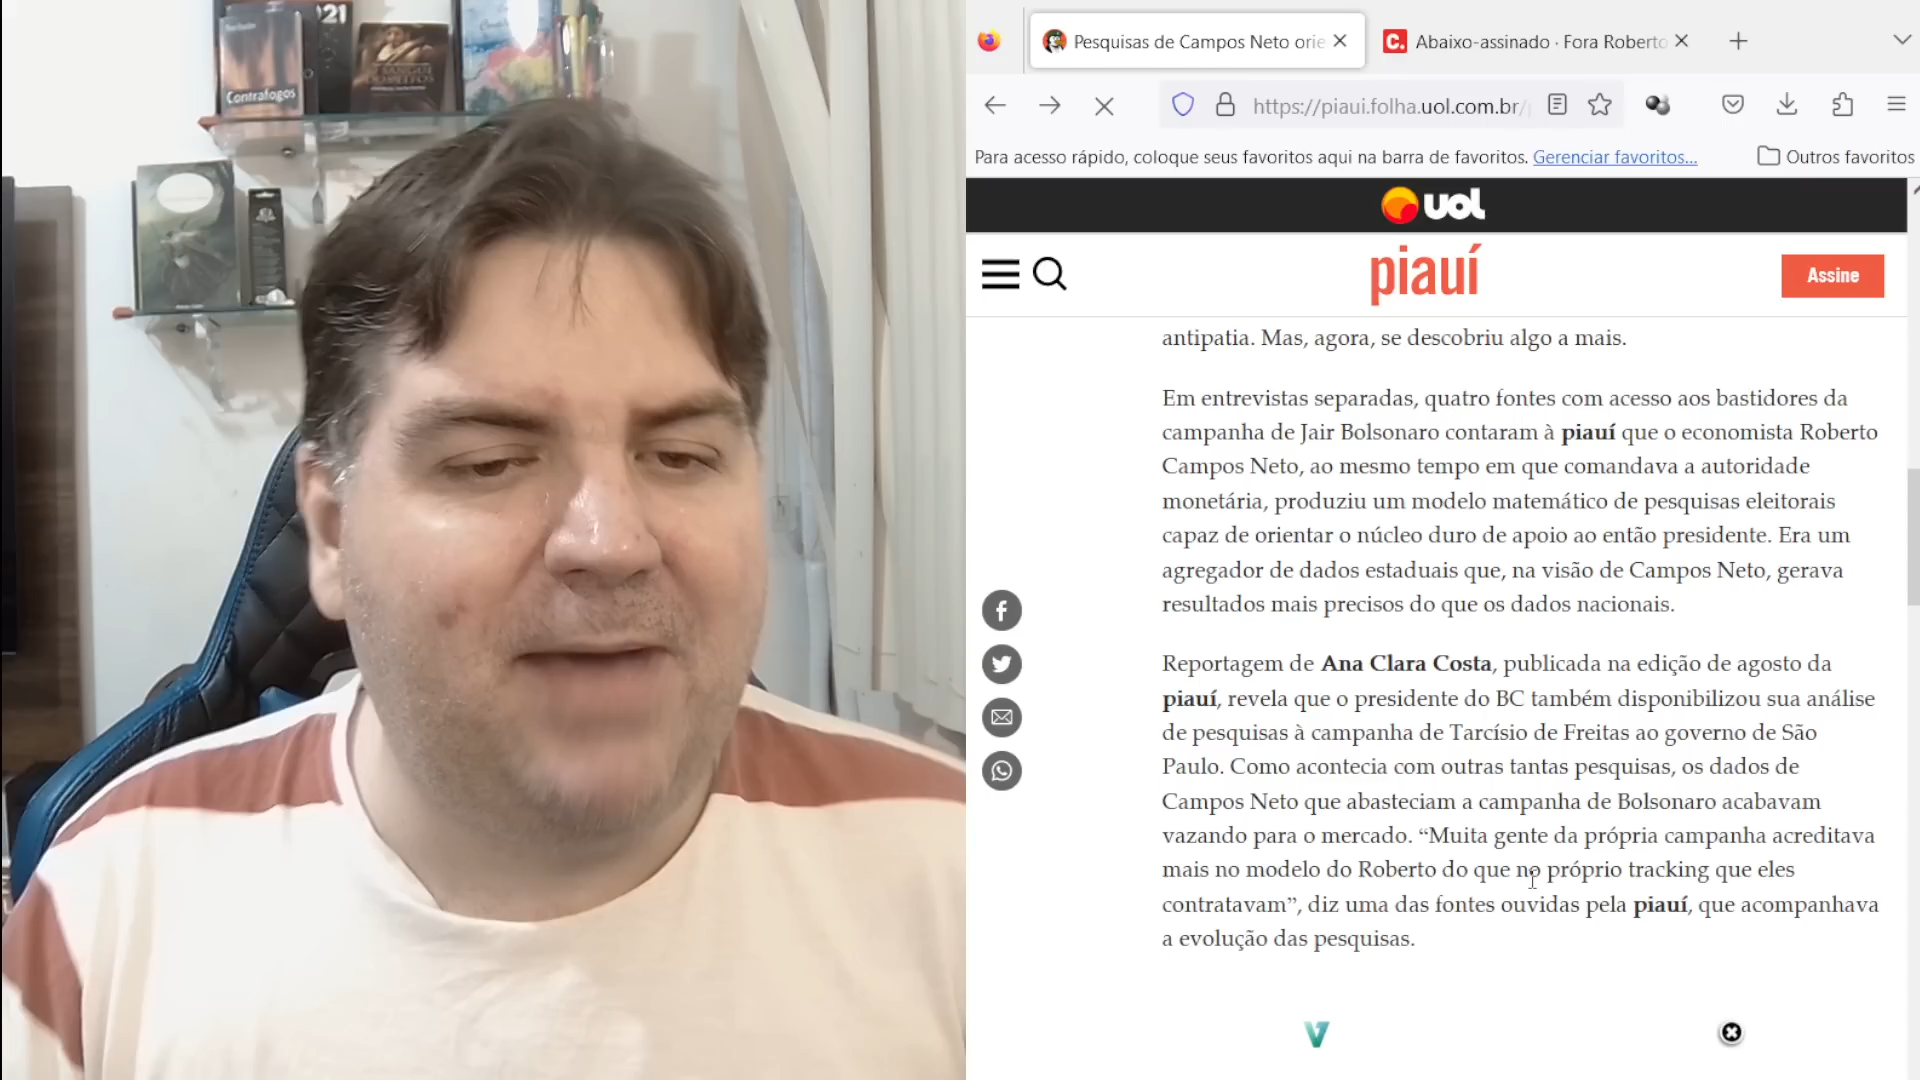 21
Contrafogos
SANGUE
Pesquisas de Campos Neto orie
Abaixo-assinado · Fora Roberto
https://piaui.folha.uol.com.br/
Para acesso rápido, coloque seus favoritos aqui na barra de favoritos. Gerenciar favoritos...
Outros favoritos
uol
piauí
Assine
antipatia. Mas, agora, se descobriu algo a mais.
Em entrevistas separadas, quatro fontes com acesso aos bastidores da
campanha de Jair Bolsonaro contaram à piauí que o economista Roberto
Campos Neto, ao mesmo tempo em que comandava a autoridade
monetária, produziu um modelo matemático de pesquisas eleitorais
capaz de orientar o núcleo duro de apoio ao então presidente. Era um
agregador de dados estaduais que, na visão de Campos Neto, gerava
resultados mais precisos do que os dados nacionais.
Reportagem de Ana Clara Costa, publicada na edição de agosto da
piauí, revela que o presidente do BC também disponibilizou sua análise
de pesquisas à campanha de Tarcísio de Freitas ao governo de São
Paulo. Como acontecia com outras tantas pesquisas, os dados de
Campos Neto que abasteciam a campanha de Bolsonaro acabavam
vazando para o mercado. “Muita gente da própria campanha acreditava
mais no modelo do Roberto do que no próprio tracking que eles
contratavam”, diz uma das fontes ouvidas pela piauí, que acompanhava
a evolução das pesquisas.